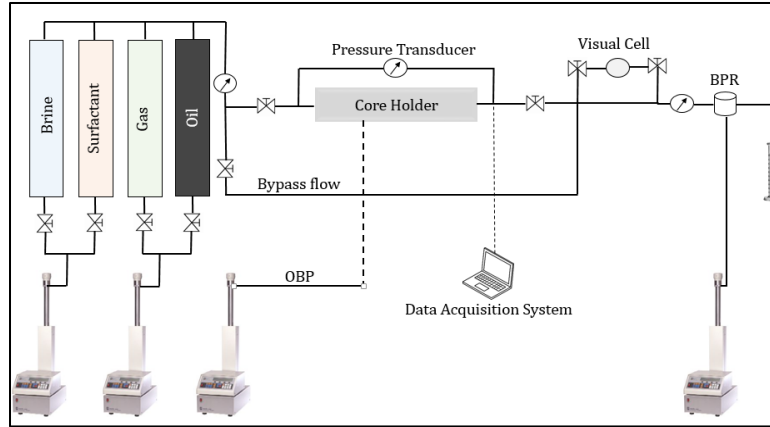 Pressure Transducer
Visual Cell
BPR
Brine
Surfactant
Gas
Oil
Core Holder
Bypass flow
OBP
Data Acquisition System